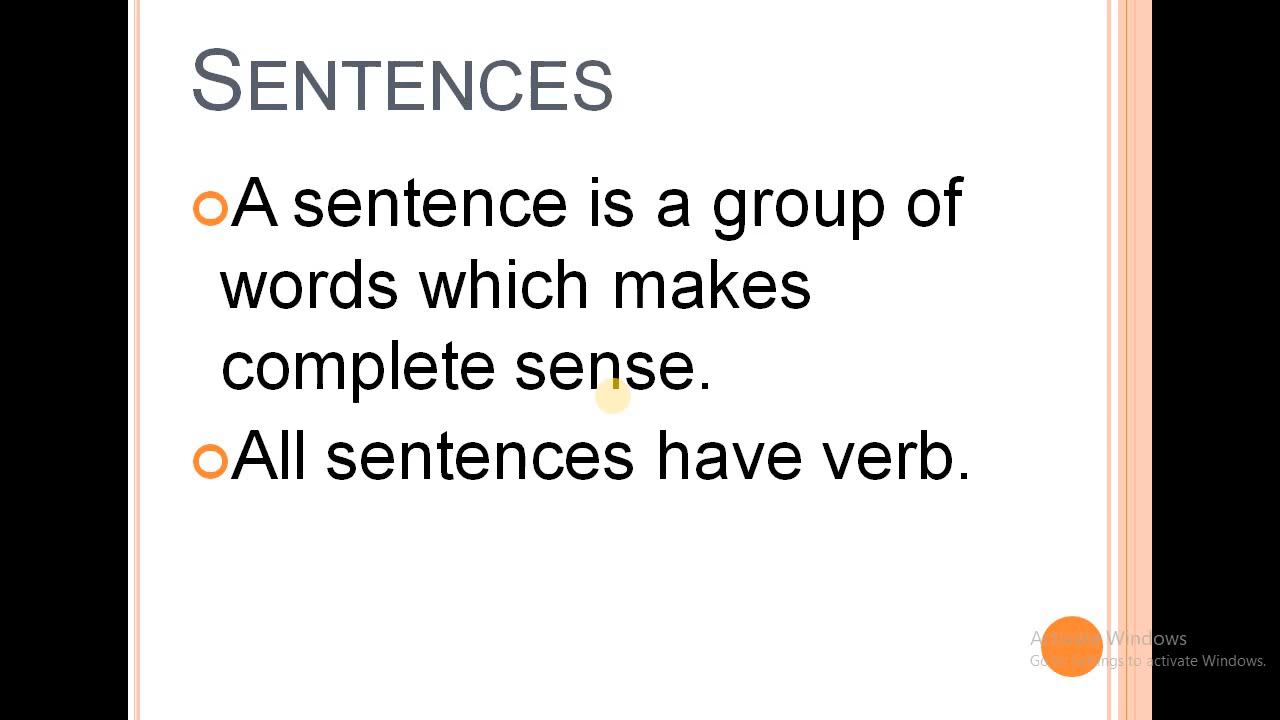 SENTENCES
A sentence is a group of
words which makes
complete sense.
All sentences have verb.
Activate Windows
Go to Settings to activate Windows.